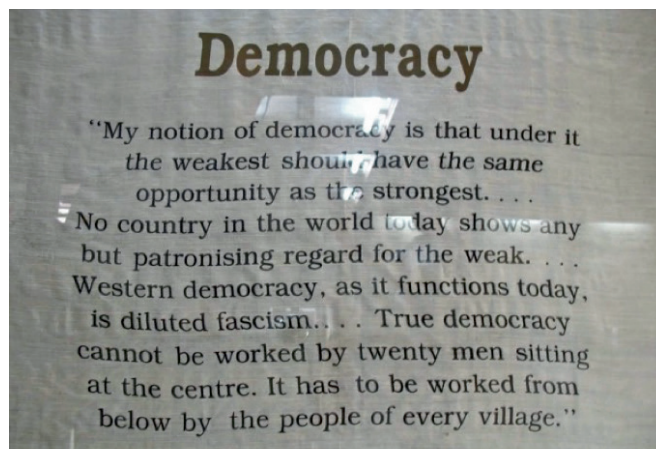 Democracy
“My notion of democracy is that under it
the weakest should have the same
opportunity as the strongest. . . .
No country in the world today shows any
but patronising regard for the weak. . . .
Western democracy, as it functions today,
is diluted fascism. . . . True democracy
cannot be worked by twenty men sitting
at the centre. It has to be worked from
below by the people of every village.”